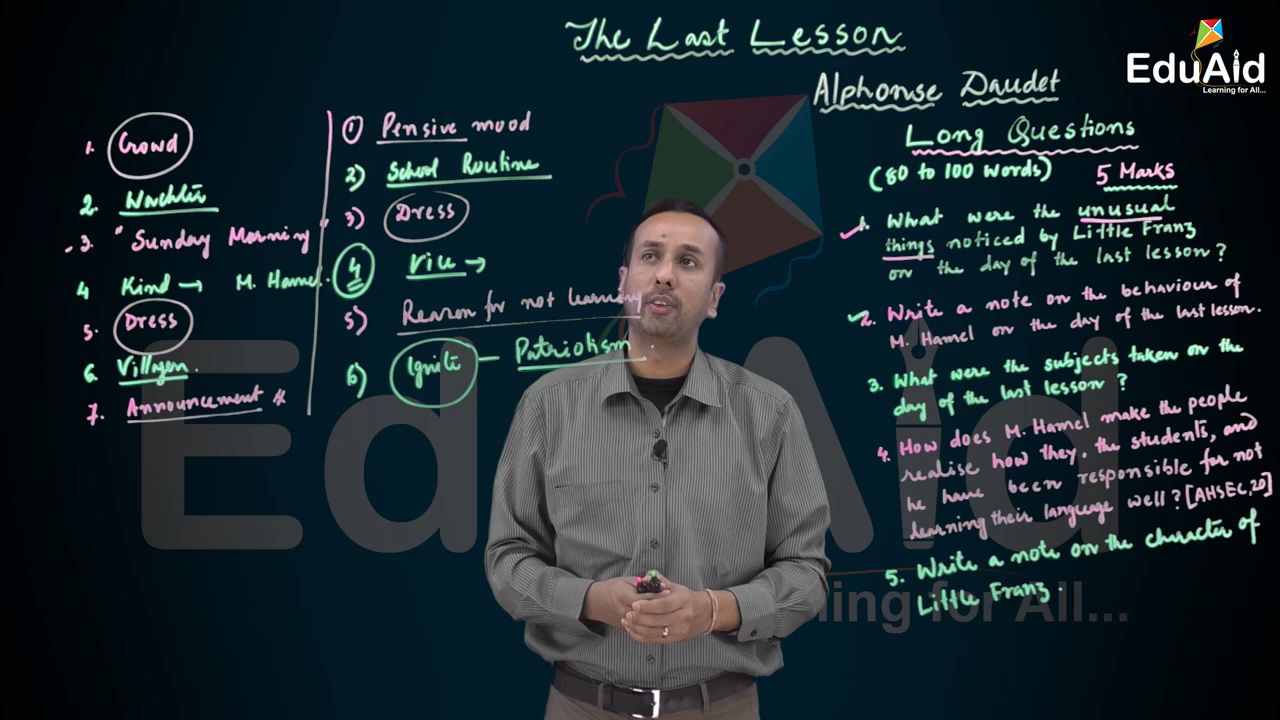 The Last Lesson
Alphonse Daudet
EduAid
Learning for All...
1. Crowd
2. Wachter
3. "Sunday Morning"
4 Kind → M. Hamel.
5. Dress
6. Villagers.
7. Announcement
1) Pensive mood
2) School Routine
3) Dress
4)
5) Reason for not learning
6) Ignite — Patriotism
Long Questions
(80 to 100 words) 5 Marks
1. What were the unusual
things noticed by Little Franz
on the day of the last lesson?
2. Write a note on the behaviour of
M. Hamel on the day of the last lesson.
3. What were the subjects taken on the
day of the last lesson?
4. How does M. Hamel make the people
realise how they, the students, and
he have been responsible for not
learning their language well? [AHSEC,20]
5. Write a note on the character of
Little Franz.
EduAid
ning for All...